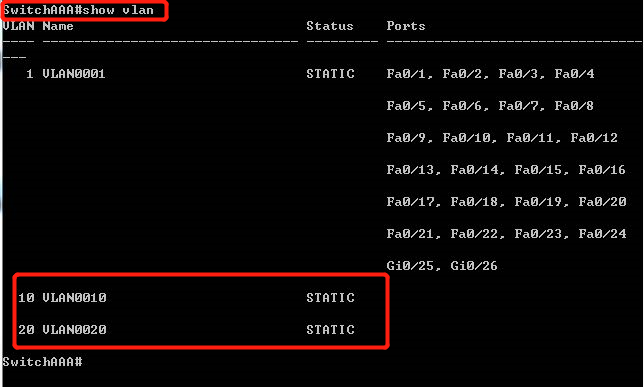 SwitchAAA#show vlan
VLAN Name Status Ports
---- -------------------------------- --------- --------------------------------
---
1 VLAN0001 STATIC Fa0/1, Fa0/2, Fa0/3, Fa0/4
Fa0/5, Fa0/6, Fa0/7, Fa0/8
Fa0/9, Fa0/10, Fa0/11, Fa0/12
Fa0/13, Fa0/14, Fa0/15, Fa0/16
Fa0/17, Fa0/18, Fa0/19, Fa0/20
Fa0/21, Fa0/22, Fa0/23, Fa0/24
Gi0/25, Gi0/26
10 VLAN0010 STATIC
20 VLAN0020 STATIC
SwitchAAA#